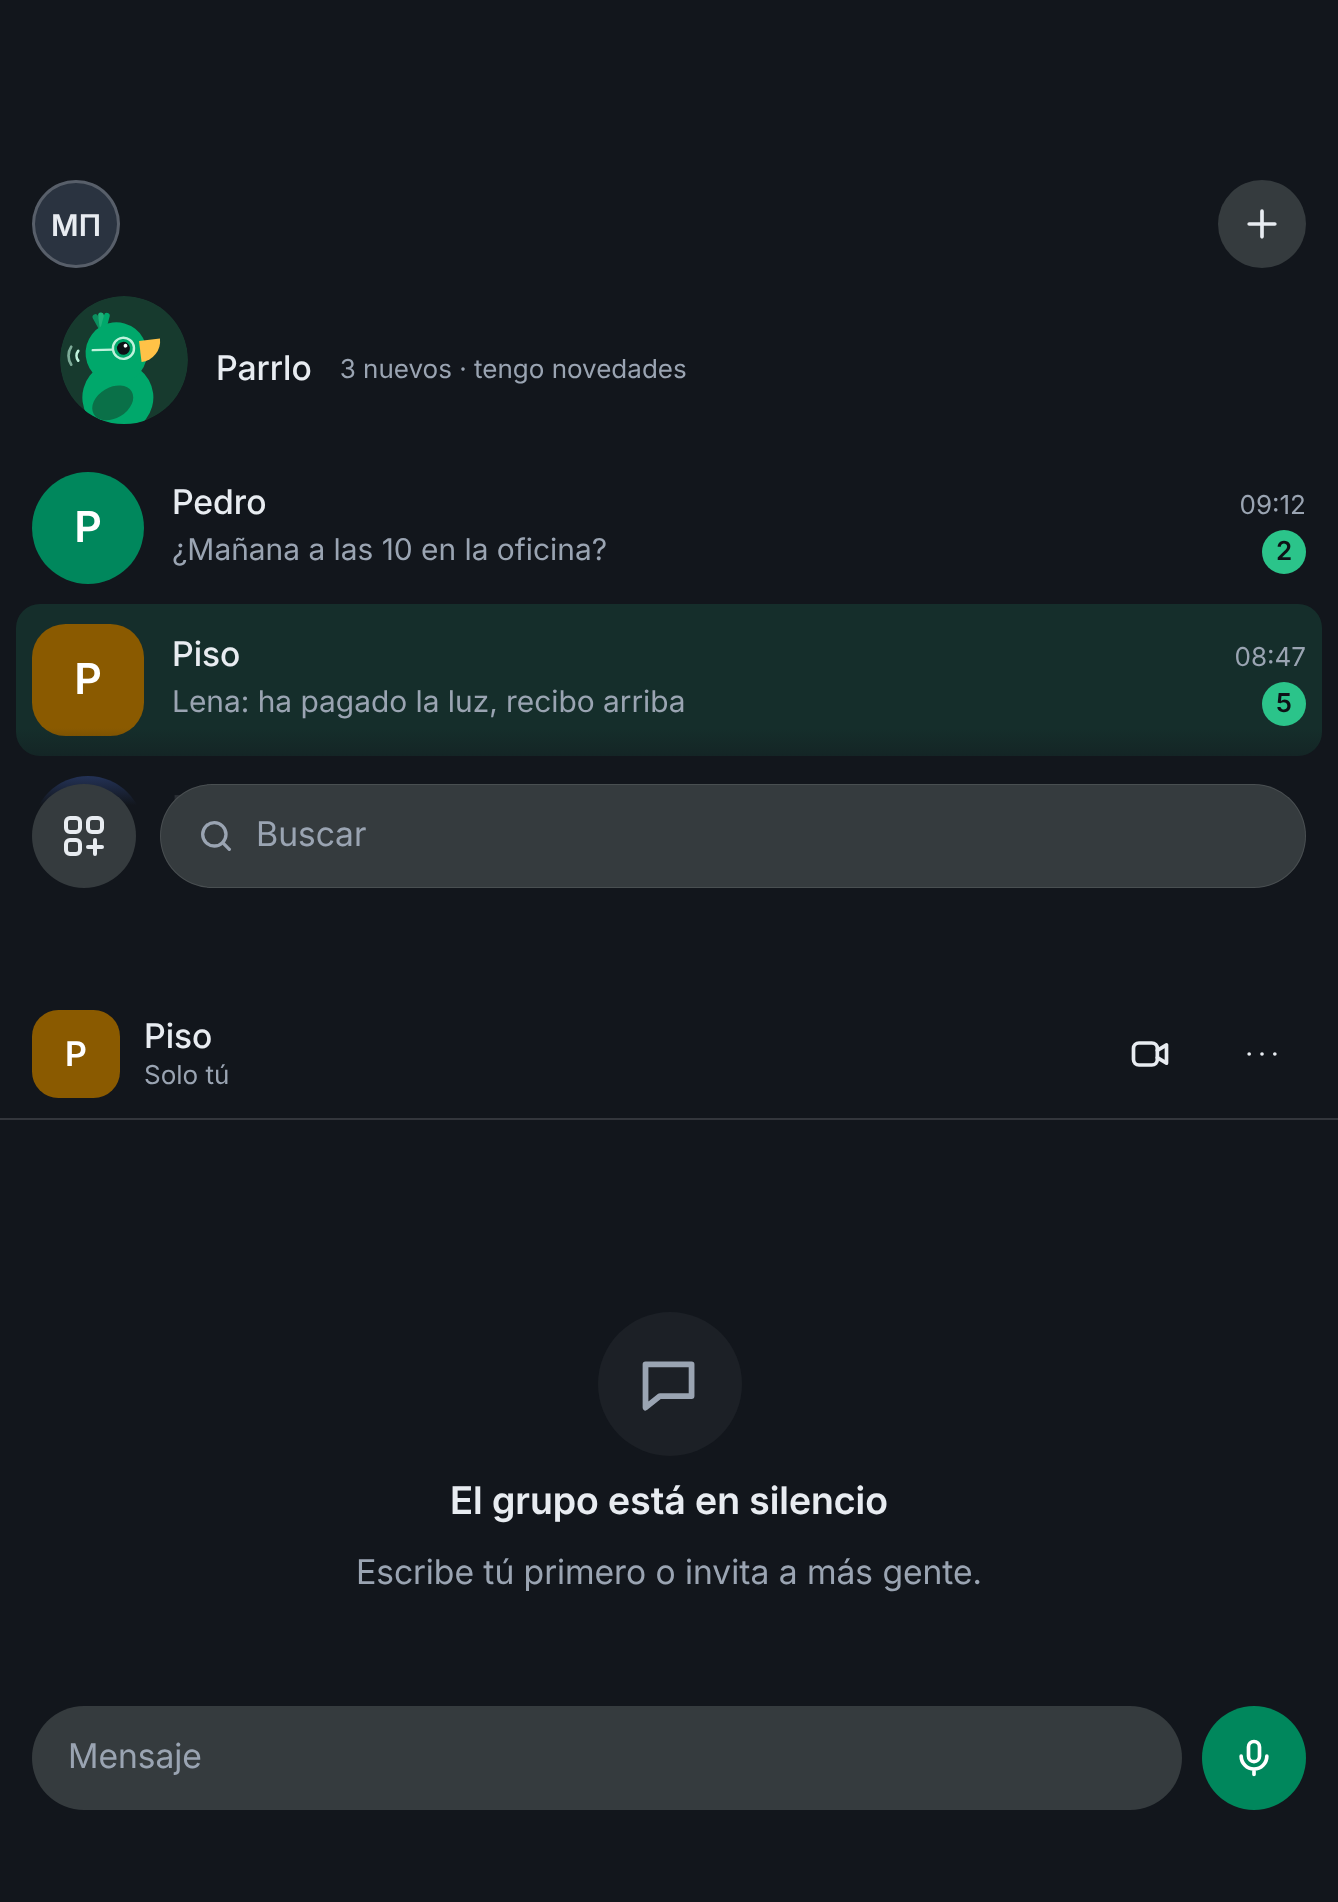 МП
Parrlo 3 nuevos · tengo novedades
P
Pedro
09:12
¿Mañana a las 10 en la oficina?
2
P
Piso
08:47
Lena: ha pagado la luz, recibo arriba
5
Buscar
P
Piso
Solo tú
El grupo está en silencio
Escribe tú primero o invita a más gente.
Mensaje